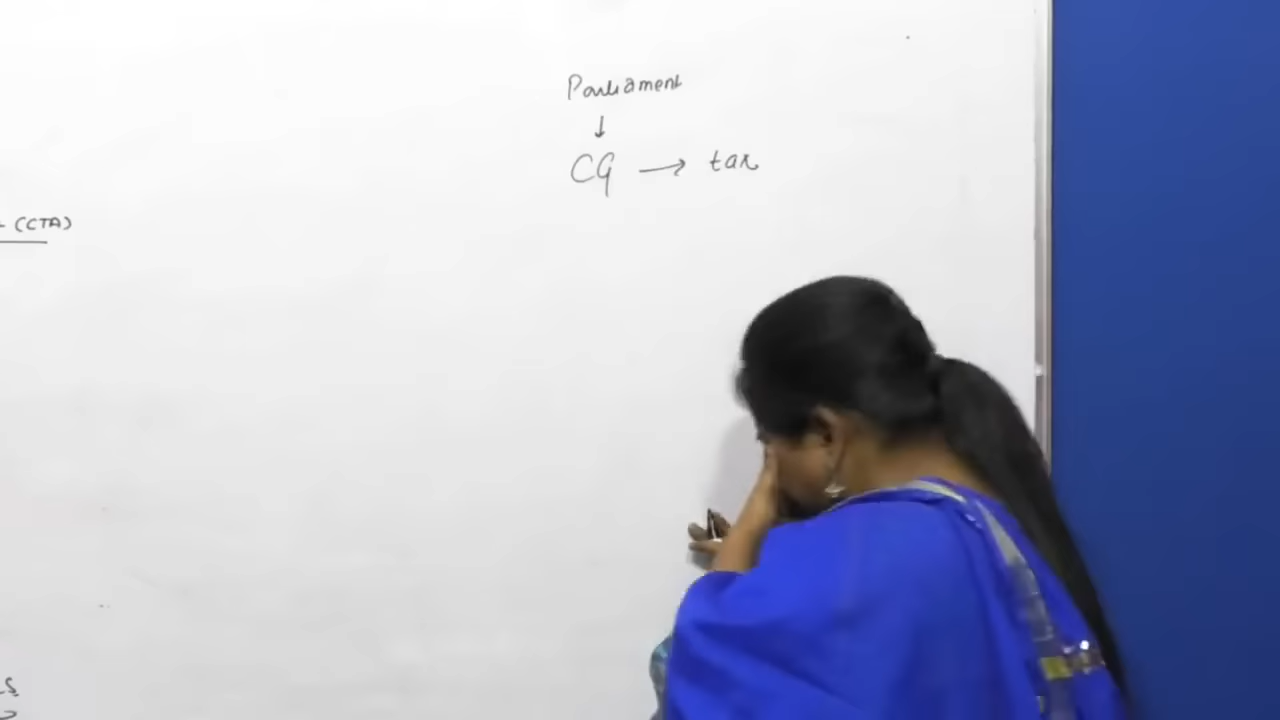 Parliament
↓
CG → tax
(CTA)